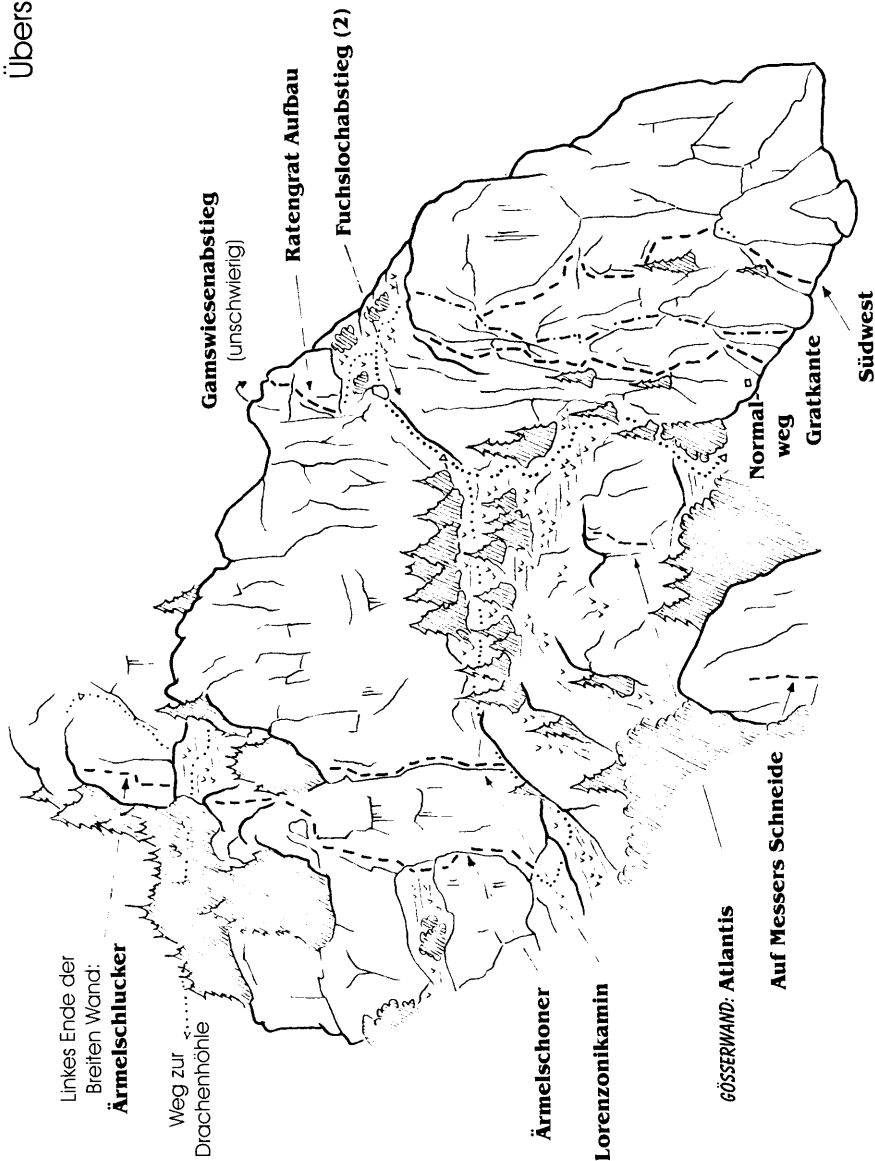 Übers
Gamswiesenabstieg
(unschwierig)
Ratengrat Aufbau
Fuchslochabstieg (2)
Linkes Ende der
Breiten Wand:
Ärmelschlucker
Weg zur
Drachenhöhle
Ärmelschoner
Lorenzonikamin
GÖSSERWAND: Atlantis
Auf Messers Schneide
Normal-
weg
Gratkante
Südwest